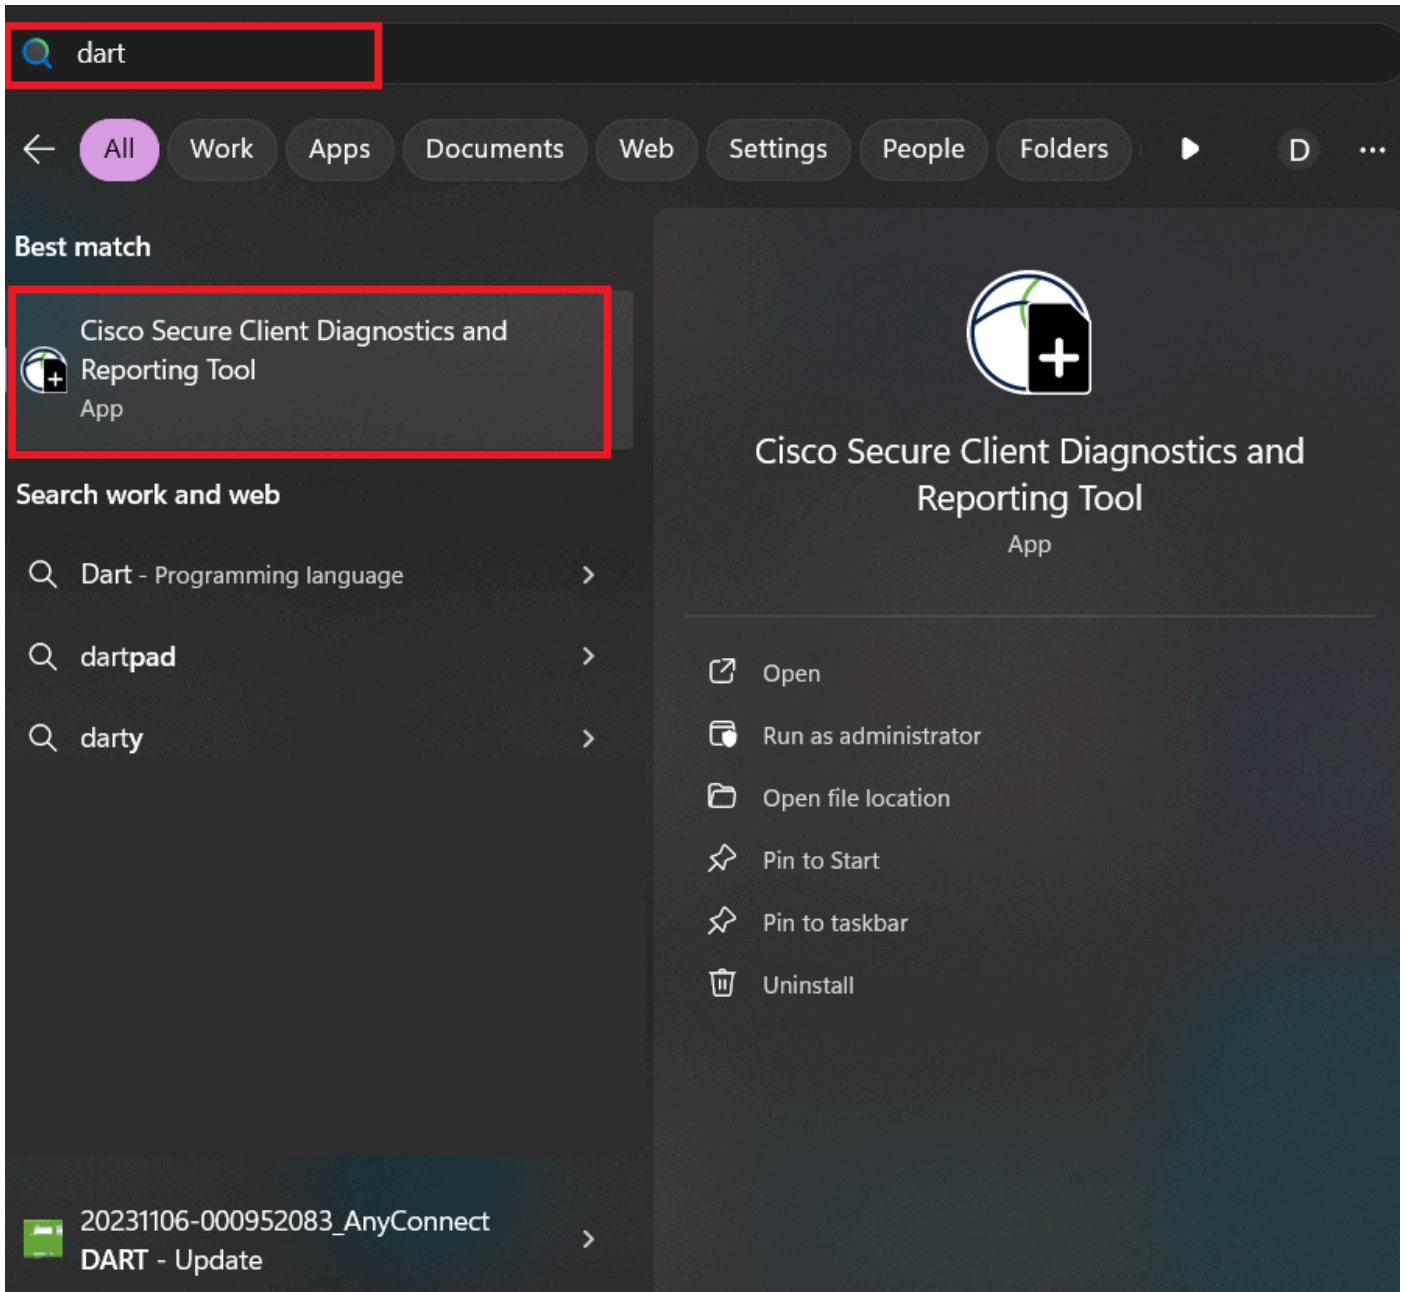 dart
All
Work
Apps
Documents
Web
Settings
People
Folders
D
Best match
Cisco Secure Client Diagnostics and
Reporting Tool
App
Search work and web
Dart - Programming language
dartpad
darty
20231106-000952083_AnyConnect
DART - Update
Cisco Secure Client Diagnostics and
Reporting Tool
App
Open
Run as administrator
Open file location
Pin to Start
Pin to taskbar
Uninstall